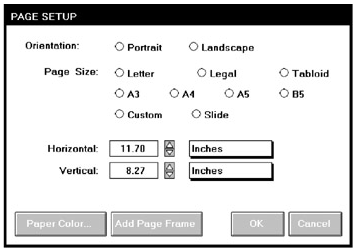 PAGE SETUP
Orientation: Portrait Landscape
Page Size: Letter Legal Tabloid
A3 A4 A5 B5
Custom Slide
Horizontal: 11.70 Inches
Vertical: 8.27 Inches
Paper Color... Add Page Frame OK Cancel